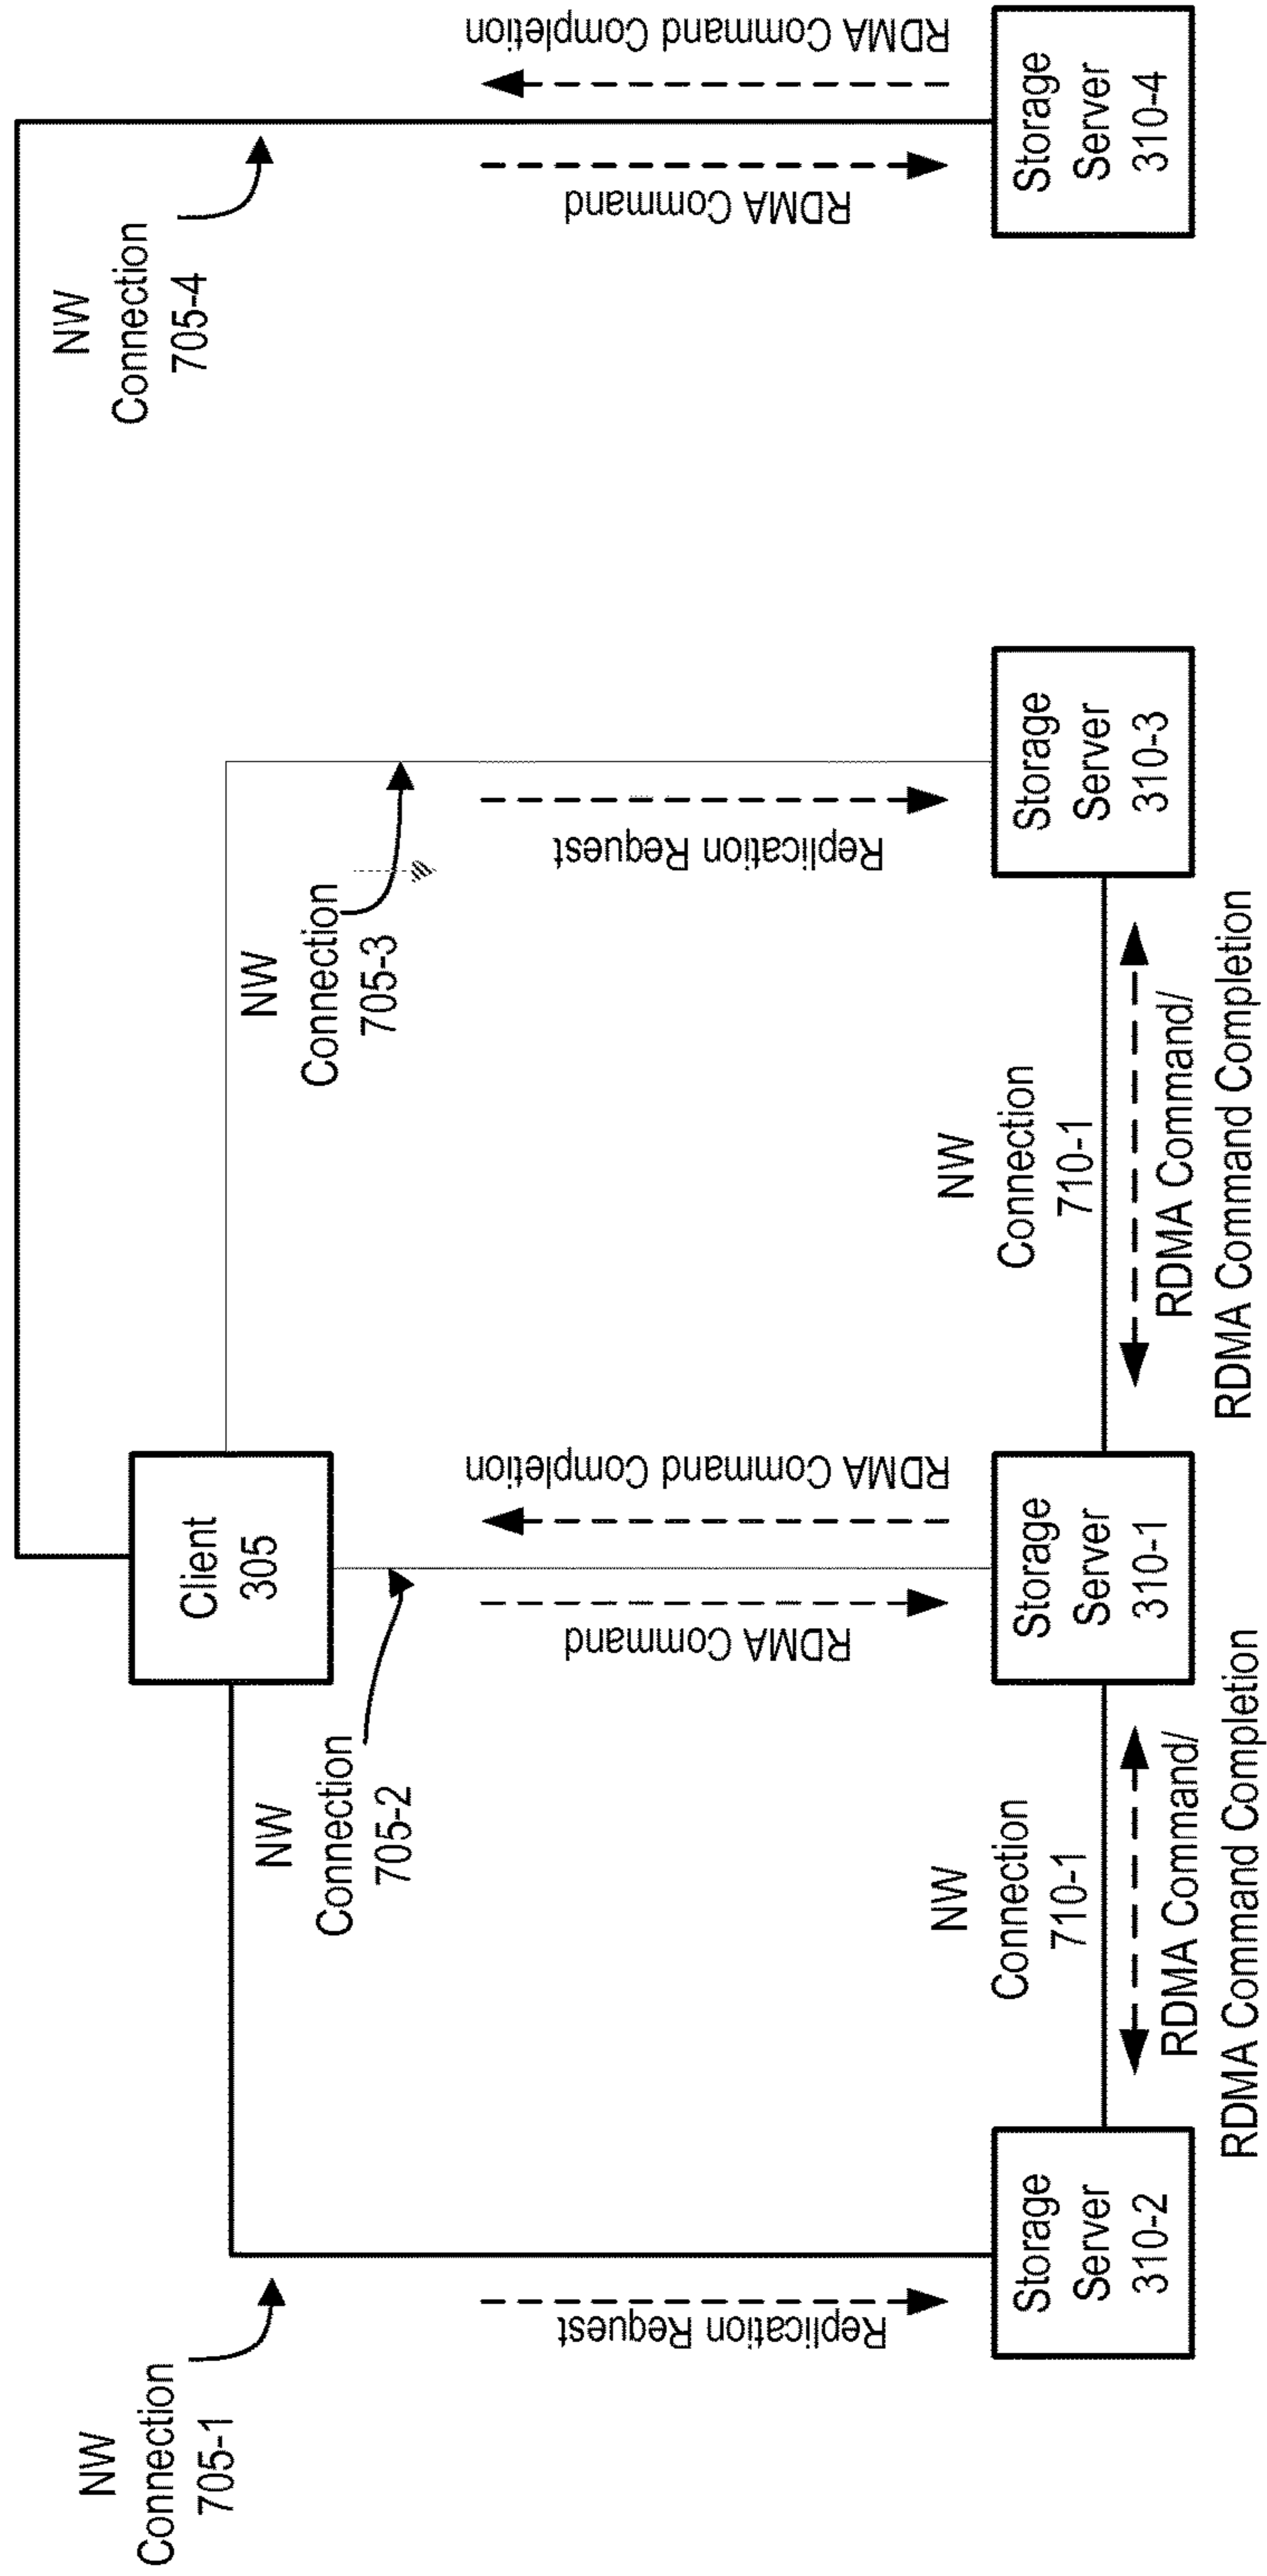 NW
Connection
705-1
NW
Connection
705-2
NW
Connection
705-3
NW
Connection
705-4
Client
305
Replication Request
RDMA Command
RDMA Command Completion
Replication Request
RDMA Command
RDMA Command Completion
NW
Connection
710-1
NW
Connection
710-1
Storage
Server
310-2
Storage
Server
310-1
Storage
Server
310-3
Storage
Server
310-4
RDMA Command/
RDMA Command Completion
RDMA Command/
RDMA Command Completion